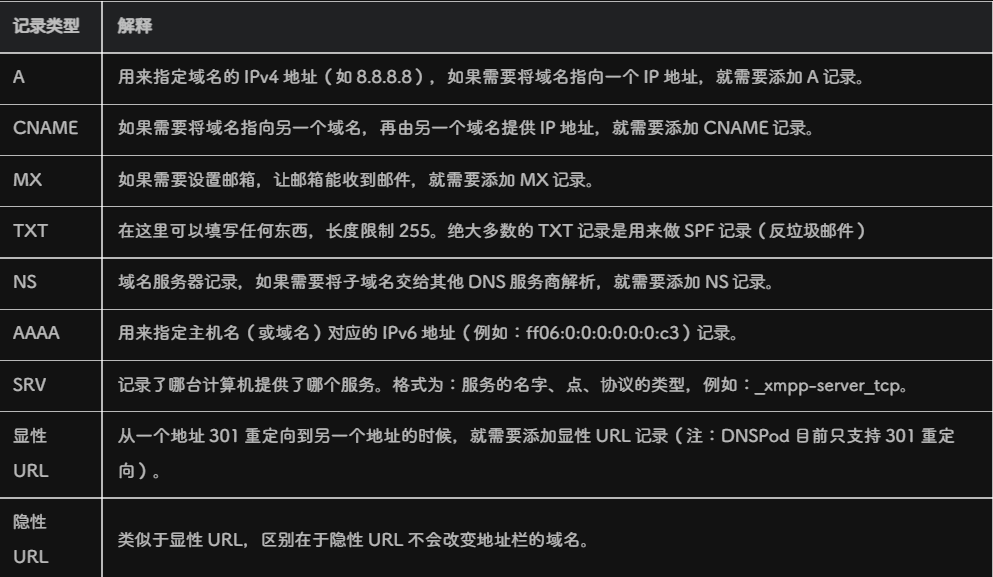 记录类型 解释
A 用来指定域名的 IPv4 地址（如 8.8.8.8），如果需要将域名指向一个 IP 地址，就需要添加 A 记录。
CNAME 如果需要将域名指向另一个域名，再由另一个域名提供 IP 地址，就需要添加 CNAME 记录。
MX 如果需要设置邮箱，让邮箱能收到邮件，就需要添加 MX 记录。
TXT 在这里可以填写任何东西，长度限制 255。绝大多数的 TXT 记录是用来做 SPF 记录（反垃圾邮件）
NS 域名服务器记录，如果需要将子域名交给其他 DNS 服务商解析，就需要添加 NS 记录。
AAAA 用来指定主机名（或域名）对应的 IPv6 地址（例如：ff06:0:0:0:0:0:0:c3）记录。
SRV 记录了哪台计算机提供了哪个服务。格式为：服务的名字、点、协议的类型，例如：_xmpp-server_tcp。
显性
URL
从一个地址 301 重定向到另一个地址的时候，就需要添加显性 URL 记录（注：DNSPod 目前只支持 301 重定
向）。
隐性
URL
类似于显性 URL，区别在于隐性 URL 不会改变地址栏的域名。